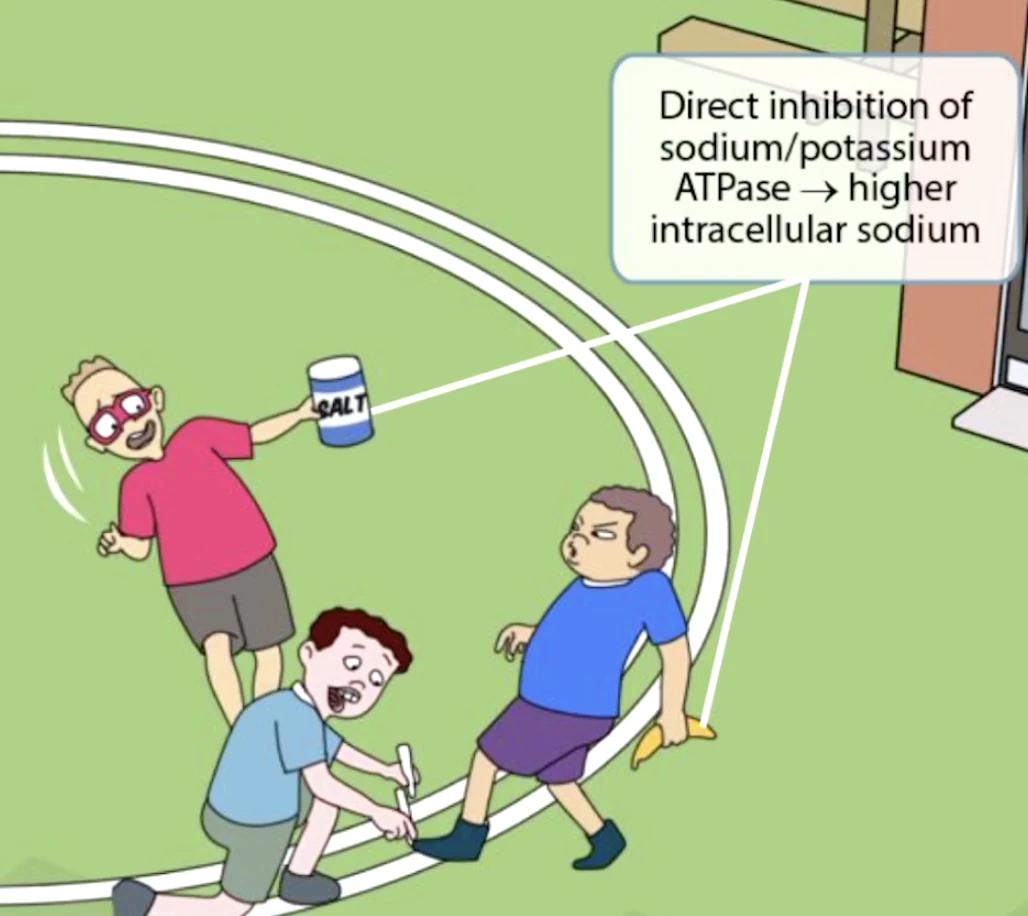 Direct inhibition of
sodium/potassium
ATPase → higher
intracellular sodium
SALT